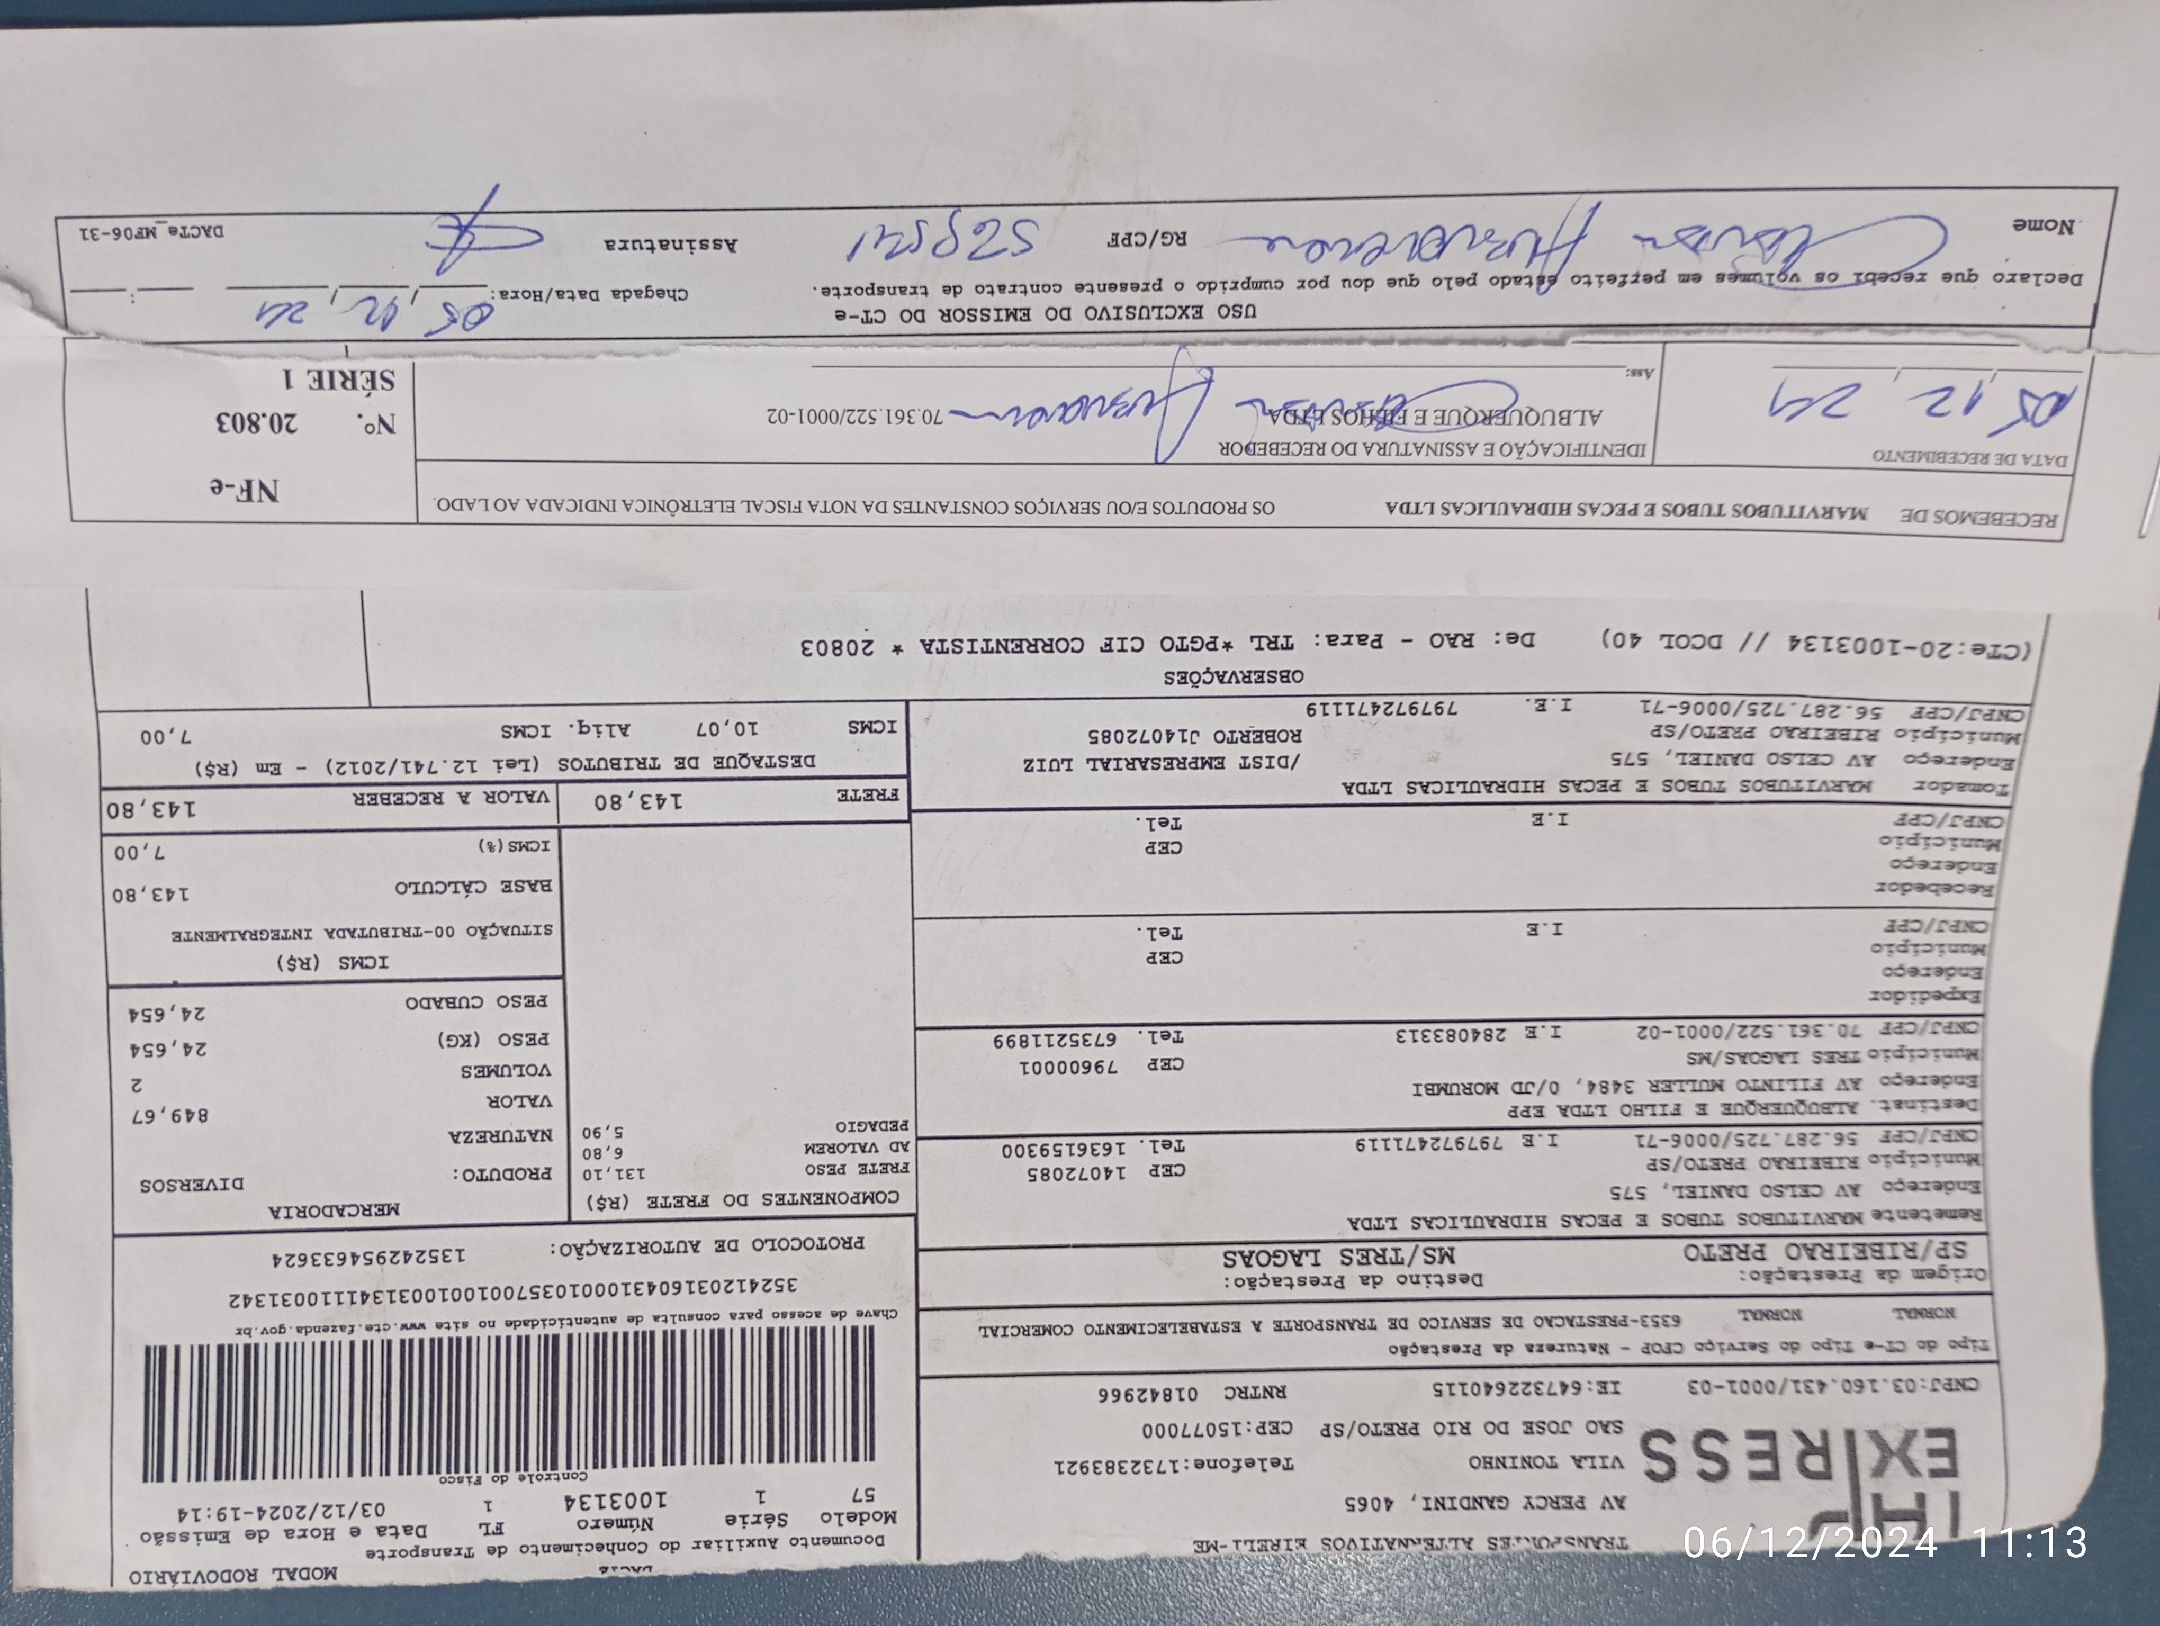 DACTE MODAL RODOVIÁRIO
Documento Auxiliar do Conhecimento de Transporte
Modelo Série Número FL Data e Hora de Emissão
57 1 1003134 1 03/12/2024-19:14
Controle do Fisco
Chave de acesso para consulta de autenticidade no site www.cte.fazenda.gov.br
35241203160431000103570010010031341110031342
PROTOCOLO DE AUTORIZAÇÃO: 135242954633624
TRANSPORTES ALTERNATIVOS EIRELI-ME
AV PERCY GANDINI, 4065
VILA TONINHO Telefone:1732383921
SAO JOSE DO RIO PRETO/SP CEP:15077000
EXPRESS
CNPJ:03.160.431/0001-03 IE:647322640115 RNTRC 01842966
Tipo do CT-e Tipo do Serviço CFOP - Natureza da Prestação
NORMAL NORMAL 6353-PRESTACAO DE SERVICO DE TRANSPORTE A ESTABELECIMENTO COMERCIAL
Origem da Prestação: Destino da Prestação:
SP/RIBEIRAO PRETO MS/TRES LAGOAS
Remetente MARVITUBOS TUBOS E PECAS HIDRAULICAS LTDA
Endereço AV CELSO DANIEL, 575
Município RIBEIRAO PRETO/SP CEP 14072085
CNPJ/CPF 56.287.725/0006-71 I.E 797972471119 Tel. 1636159300
Destinat. ALBUQUERQUE E FILHO LTDA EPP
Endereço AV FILINTO MULLER 3484, 0/JD MORUMBI
Município TRES LAGOAS/MS CEP 79600001
CNPJ/CPF 70.361.522/0001-02 I.E 284083313 Tel. 6735211899
Expedidor
Endereço
Município CEP
CNPJ/CPF I.E Tel.
Recebedor
Endereço
Município CEP
CNPJ/CPF I.E Tel.
Tomador MARVITUBOS TUBOS E PECAS HIDRAULICAS LTDA
Endereço AV CELSO DANIEL, 575 /DIST EMPRESARIAL LUIZ
Município RIBEIRAO PRETO/SP ROBERTO J14072085
CNPJ/CPF 56.287.725/0006-71 I.E. 797972471119
COMPONENTES DO FRETE (R$)
FRETE PESO 131,10
AD VALOREM 6,80
PEDAGIO 5,90
MERCADORIA
PRODUTO: DIVERSOS
NATUREZA
VALOR 849,67
VOLUMES 2
PESO (KG) 24,654
PESO CUBADO 24,654
ICMS (R$)
SITUAÇÃO 00-TRIBUTADA INTEGRALMENTE
BASE CÁLCULO 143,80
ICMS(%) 7,00
FRETE 143,80 VALOR A RECEBER 143,80
DESTAQUE DE TRIBUTOS (Lei 12.741/2012) - Em (R$)
ICMS 10,07 Aliq. ICMS 7,00
OBSERVAÇÕES
(CTe:20-1003134 // DCOL 40) De: RAO - Para: TRL *PGTO CIF CORRENTISTA * 20803
RECEBEMOS DE MARVITUBOS TUBOS E PECAS HIDRAULICAS LTDA OS PRODUTOS E/OU SERVIÇOS CONSTANTES DA NOTA FISCAL ELETRÔNICA INDICADA AO LADO.
NF-e
Nº. 20.803
SÉRIE 1
DATA DE RECEBIMENTO IDENTIFICAÇÃO E ASSINATURA DO RECEBEDOR
ALBUQUERQUE E FILHOS LTDA 70.361.522/0001-02
05, 12, 24
Ass:
USO EXCLUSIVO DO EMISSOR DO CT-e
Chegada Data/Hora: 05, 12, 24 :
Declaro que recebi os volumes em perfeito estado pelo que dou por cumprido o presente contrato de transporte.
Nome RG/CPF Assinatura
DACTe_MF06-31
06/12/2024 11:13